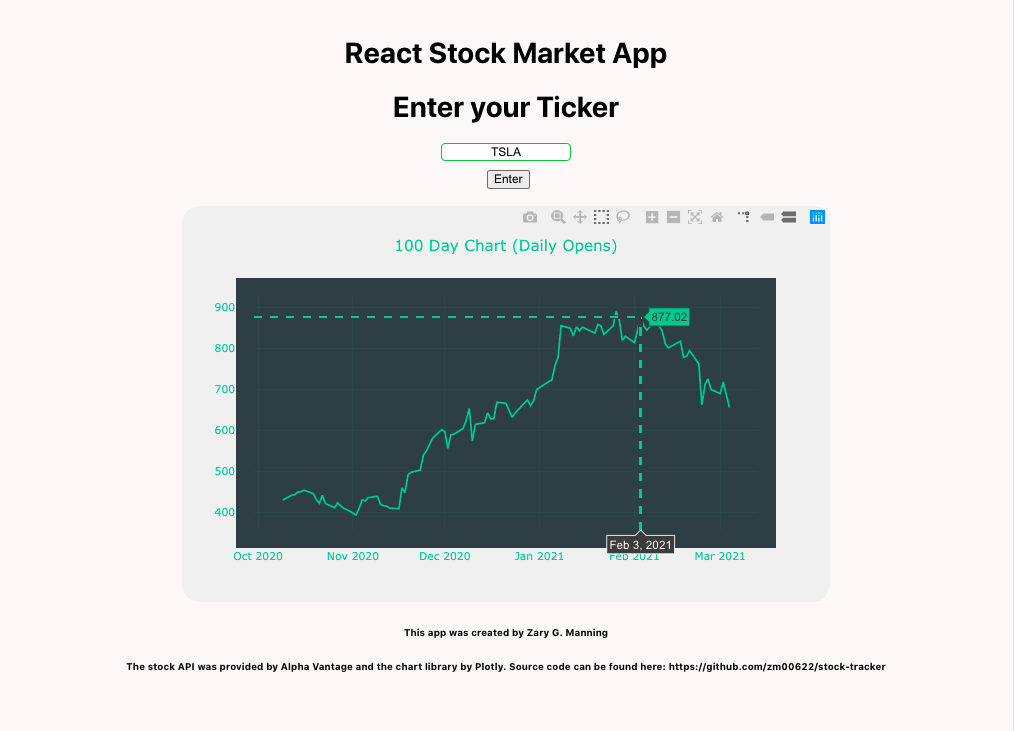 React Stock Market App
Enter your Ticker
TSLA
Enter
100 Day Chart (Daily Opens)
900
877.02
800
700
600
500
400
Feb 3, 2021
Oct 2020
Nov 2020
Dec 2020
Jan 2021
Feb 2021
Mar 2021
This app was created by Zary G. Manning
The stock API was provided by Alpha Vantage and the chart library by Plotly. Source code can be found here: https://github.com/zm00622/stock-tracker